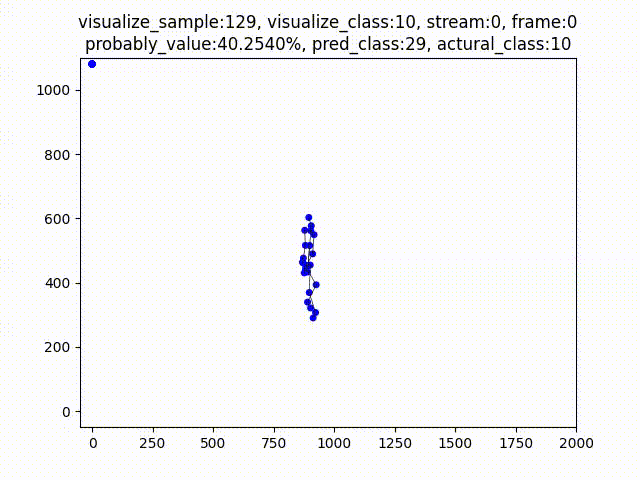 visualize_sample:129, visualize_class:10, stream:0, frame:0
probably_value:40.2540%, pred_class:29, actural_class:10
1000
800
600
400
200
0
0 250 500 750 1000 1250 1500 1750 2000